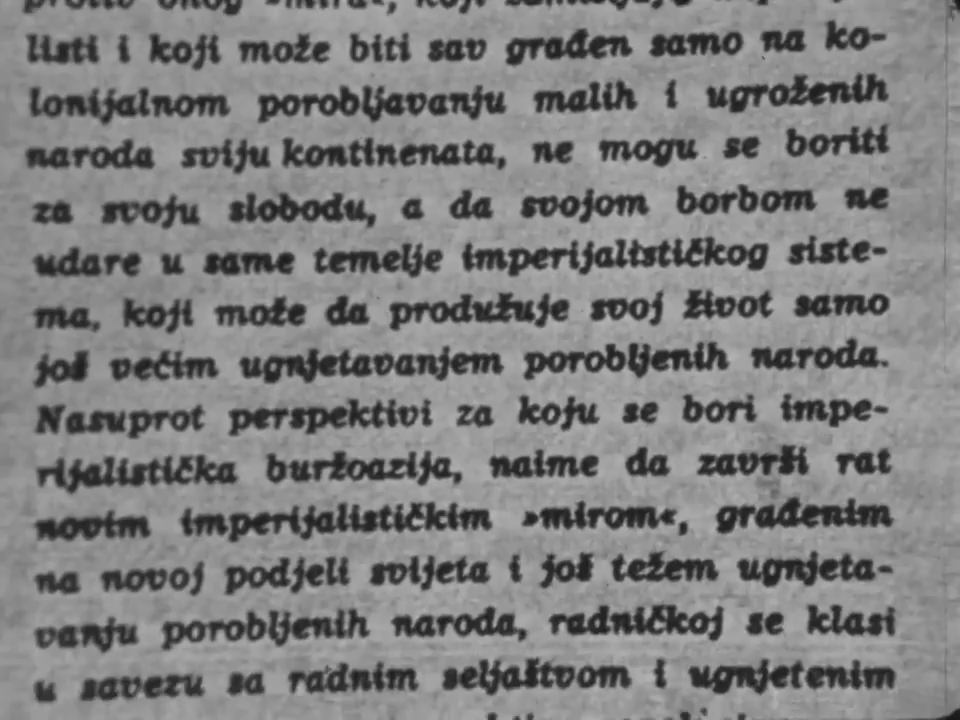 listi i koji može biti sav građen samo na ko-
lonijalnom porobljavanju malih i ugroženih
naroda sviju kontinenata, ne mogu se boriti
za svoju slobodu, a da svojom borbom ne
udare u same temelje imperijalističkog siste-
ma, koji može da produžuje svoj život samo
još većim ugnjetavanjem porobljenih naroda.
Nasuprot perspektivi za koju se bori impe-
rijalistička buržoazija, naime da završi rat
novim imperijalističkim »mirom«, građenim
na novoj podjeli svijeta i još težem ugnjeta-
vanju porobljenih naroda, radničkoj se klasi
u savezu sa radnim seljaštvom i ugnjetenim